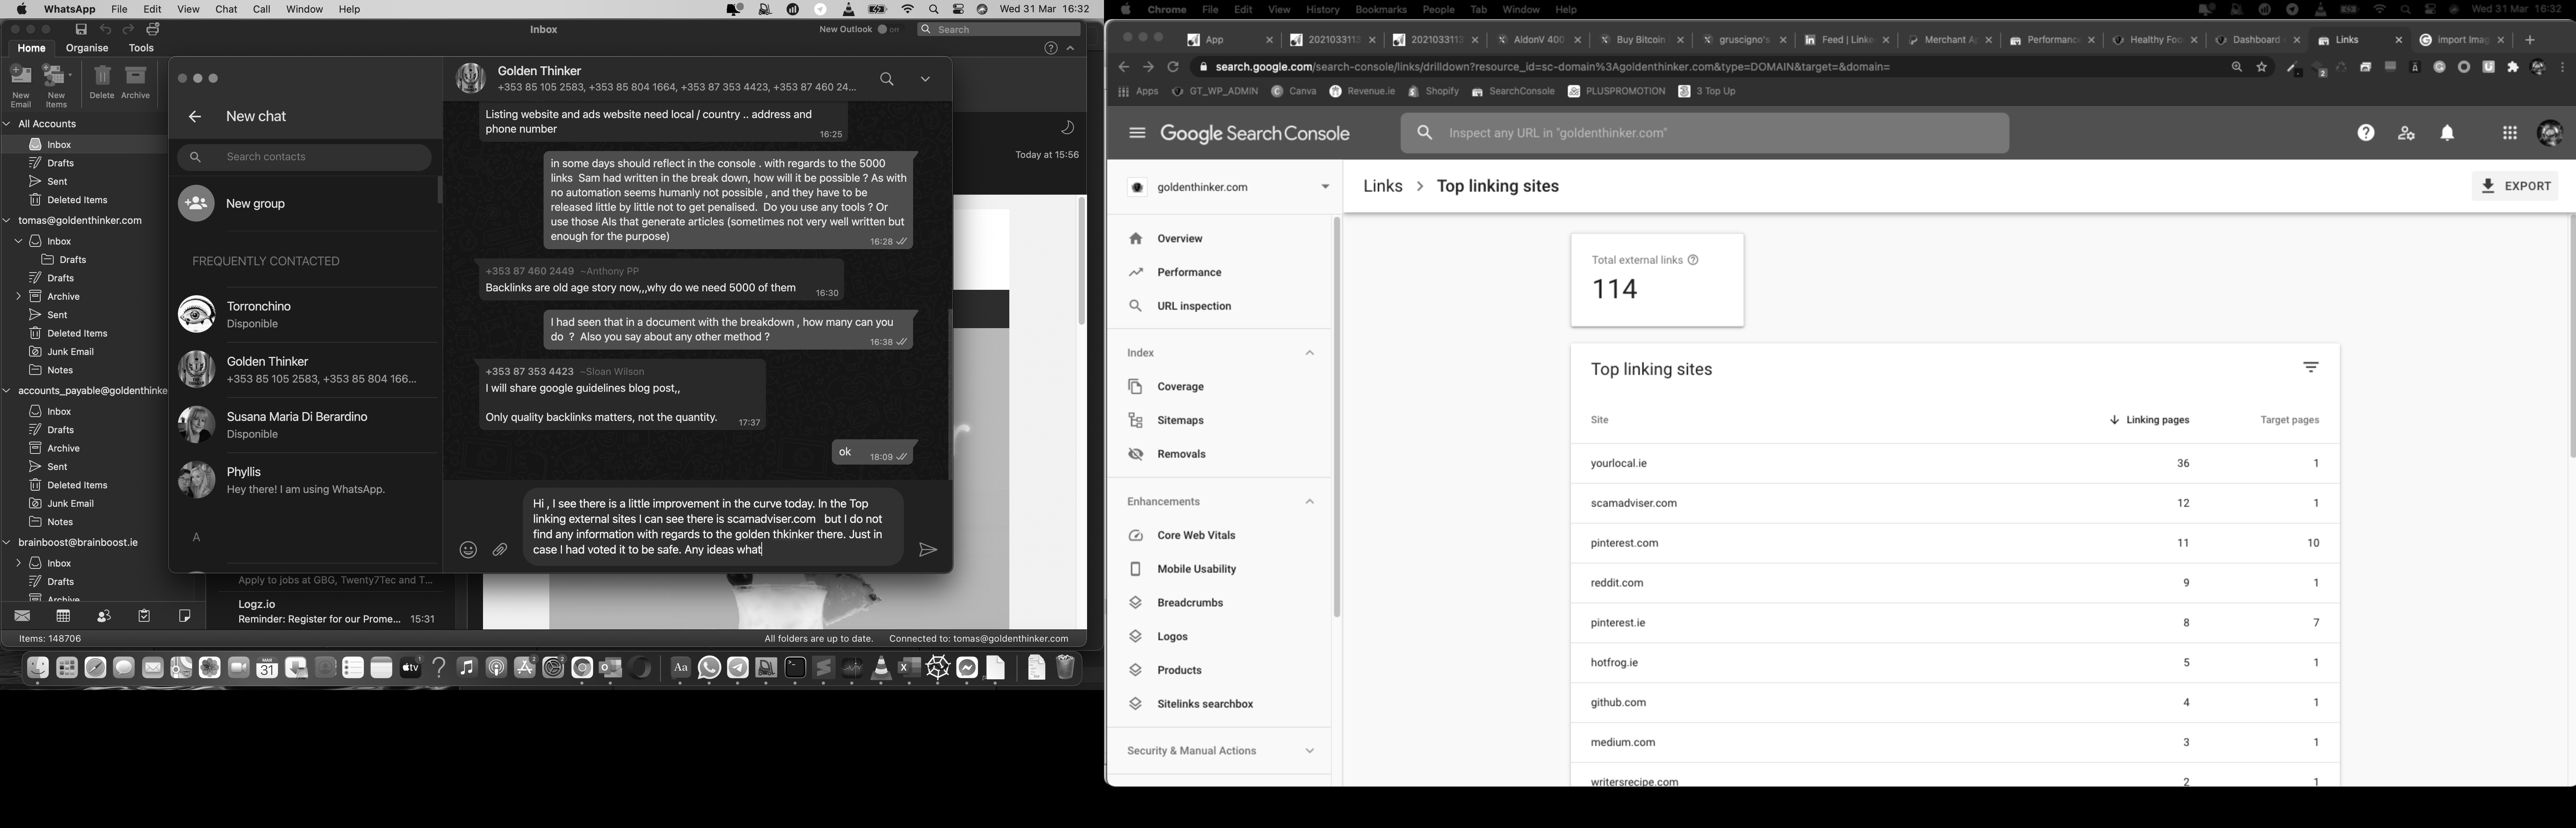 WhatsApp File Edit View Chat Call Window Help
Wed 31 Mar 16:32
Inbox
New Outlook
Off
Search
Home Organise Tools
New Email
New Items
Delete
Archive
All Accounts
Inbox
Drafts
Sent
Deleted Items
tomas@goldenthinker.com
Inbox
Drafts
Drafts
Archive
Sent
Deleted Items
Junk Email
Notes
accounts_payable@goldenthinke
Inbox
Drafts
Archive
Sent
Deleted Items
Junk Email
Notes
brainboost@brainboost.ie
Inbox
Drafts
Archive
Items: 148706
New chat
Search contacts
New group
FREQUENTLY CONTACTED
Torronchino
Disponible
Golden Thinker
+353 85 105 2583, +353 85 804 166...
Susana Maria Di Berardino
Disponible
Phyllis
Hey there! I am using WhatsApp.
A
Apply to jobs at GBG, Twenty7Tec and T...
Logz.io
Reminder: Register for our Prome... 15:31
Golden Thinker
+353 85 105 2583, +353 85 804 1664, +353 87 353 4423, +353 87 460 24...
Listing website and ads website need local / country .. address and
phone number
16:25
in some days should reflect in the console . with regards to the 5000
links Sam had written in the break down, how will it be possible ? As with
no automation seems humanly not possible , and they have to be
released little by little not to get penalised. Do you use any tools ? Or
use those AIs that generate articles (sometimes not very well written but
enough for the purpose)
16:28
+353 87 460 2449 ~Anthony PP
Backlinks are old age story now,,,why do we need 5000 of them
16:30
I had seen that in a document with the breakdown , how many can you
do ? Also you say about any other method ?
16:38
+353 87 353 4423 ~Sloan Wilson
I will share google guidelines blog post,,
Only quality backlinks matters, not the quantity.
17:37
ok
18:09
Hi , I see there is a little improvement in the curve today. In the Top
linking external sites I can see there is scamadviser.com but I do not
find any information with regards to the golden thkinker there. Just in
case I had voted it to be safe. Any ideas what
Today at 15:56
All folders are up to date. Connected to: tomas@goldenthinker.com
MAR
31
tv
Aa
Chrome File Edit View History Bookmarks People Tab Window Help
Wed 31 Mar 16:32
App
2021033113
2021033113
AldonV 400
Buy Bitcoin
gruscigno's
Feed | Linke
Merchant A
Performanc
Healthy Foo
Dashboard
Links
import Imag
search.google.com/search-console/links/drilldown?resource_id=sc-domain%3Agoldenthinker.com&type=DOMAIN&target=&domain=
Apps
GT_WP_ADMIN
Canva
Revenue.ie
Shopify
SearchConsole
PLUSPROMOTION
3 Top Up
Google Search Console
Inspect any URL in "goldenthinker.com"
goldenthinker.com
Links > Top linking sites
EXPORT
Overview
Performance
URL inspection
Index
Coverage
Sitemaps
Removals
Enhancements
Core Web Vitals
Mobile Usability
Breadcrumbs
Logos
Products
Sitelinks searchbox
Security & Manual Actions
Total external links
114
Top linking sites
Site Linking pages Target pages
yourlocal.ie 36 1
scamadviser.com 12 1
pinterest.com 11 10
reddit.com 9 1
pinterest.ie 8 7
hotfrog.ie 5 1
github.com 4 1
medium.com 3 1
writersrecipe.com 2 1